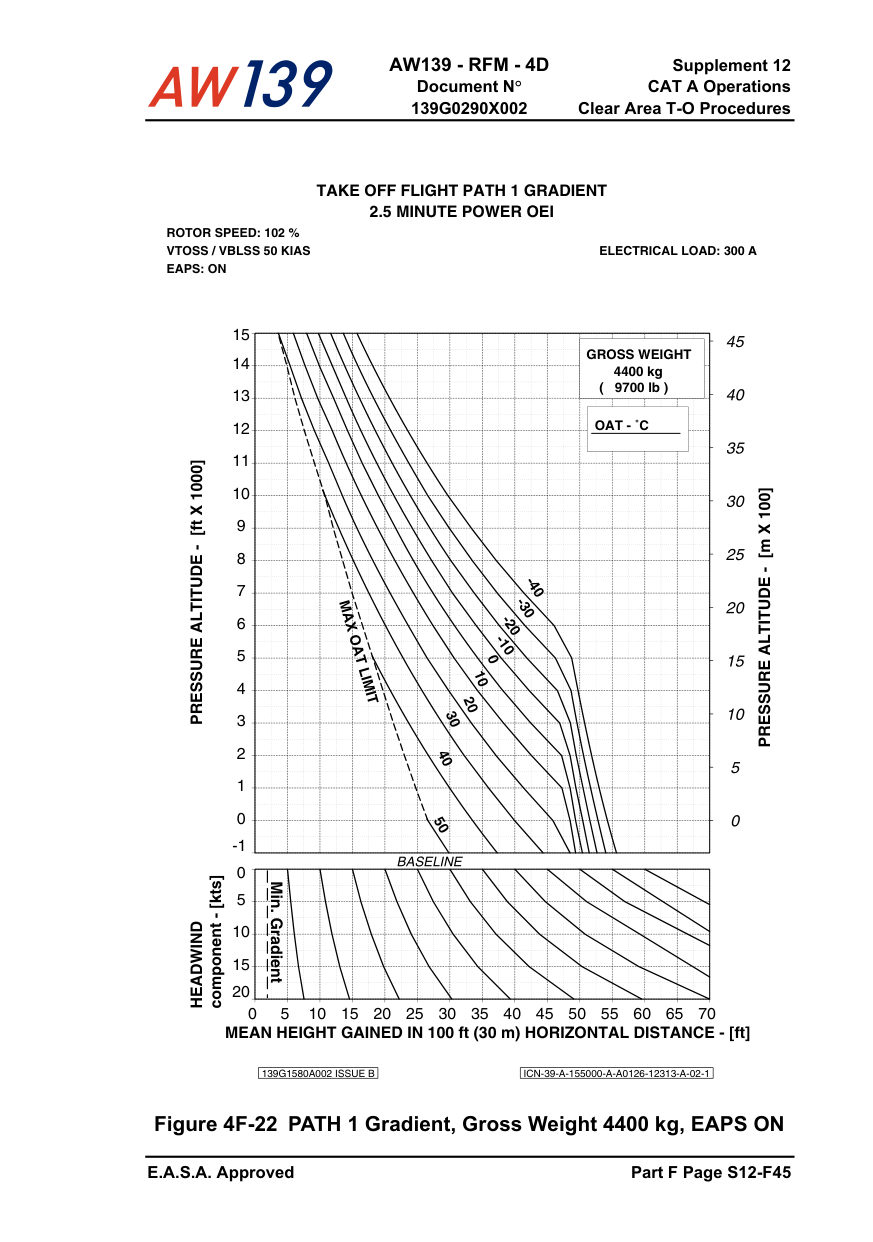 AW139
AW139 - RFM - 4D
Document N°
139G0290X002
Supplement 12
CAT A Operations
Clear Area T-O Procedures
TAKE OFF FLIGHT PATH 1 GRADIENT
2.5 MINUTE POWER OEI
ROTOR SPEED: 102 %
VTOSS / VBLSS 50 KIAS
EAPS: ON
ELECTRICAL LOAD: 300 A
GROSS WEIGHT
4400 kg
( 9700 lb )
OAT - °C
PRESSURE ALTITUDE - [ft X 1000]
15
14
13
12
11
10
9
8
7
6
5
4
3
2
1
0
-1
45
40
35
30
25
20
15
10
5
0
PRESSURE ALTITUDE - [m X 100]
-40
-30
-20
-10
0
10
20
30
40
50
MAX OAT LIMIT
BASELINE
HEADWIND
component - [kts]
0
5
10
15
20
Min. Gradient
0 5 10 15 20 25 30 35 40 45 50 55 60 65 70
MEAN HEIGHT GAINED IN 100 ft (30 m) HORIZONTAL DISTANCE - [ft]
139G1580A002 ISSUE B
ICN-39-A-155000-A-A0126-12313-A-02-1
Figure 4F-22 PATH 1 Gradient, Gross Weight 4400 kg, EAPS ON
E.A.S.A. Approved
Part F Page S12-F45